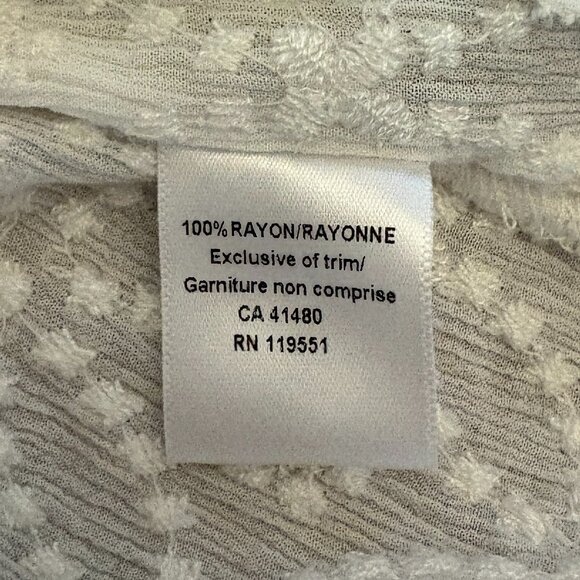 100% RAYON/RAYONNE
Exclusive of trim/
Garniture non comprise
CA 41480
RN 119551